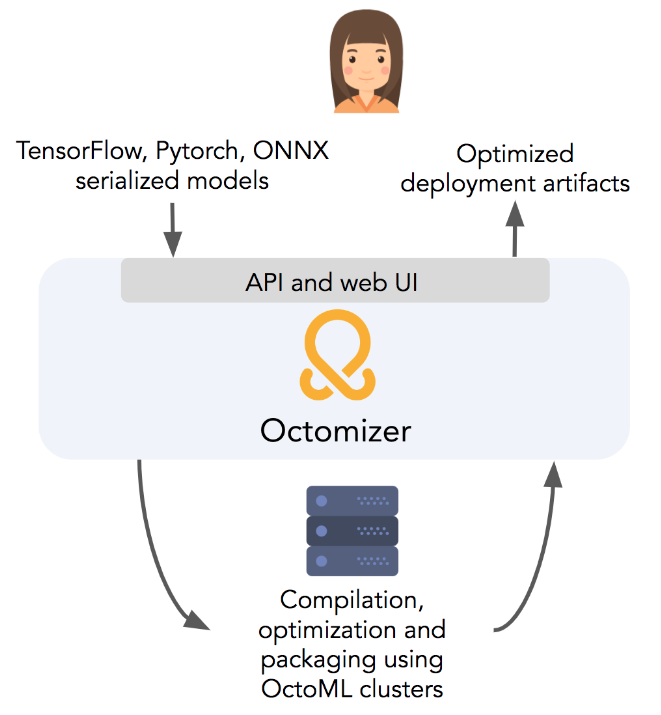 TensorFlow, Pytorch, ONNX
serialized models
Optimized
deployment artifacts
API and web UI
Octomizer
Compilation,
optimization and
packaging using
OctoML clusters